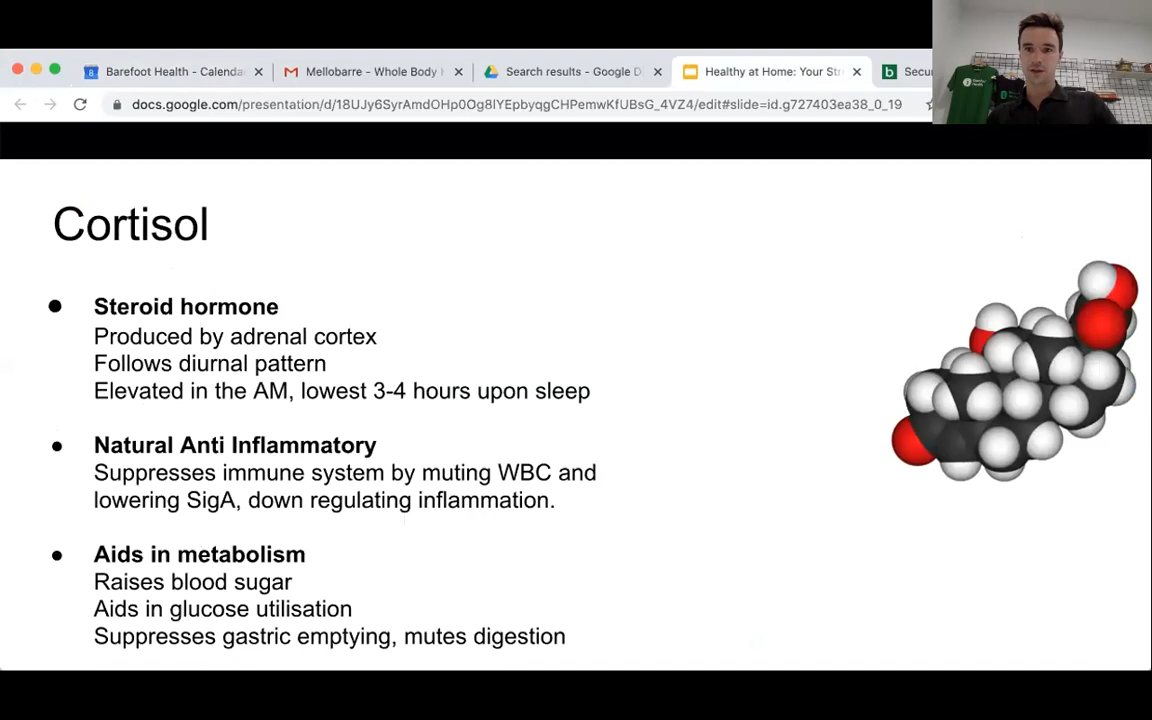 Barefoot Health - Calenda
Mellobarre - Whole Body
Search results - Google D
Healthy at Home: Your Str
Secu
docs.google.com/presentation/d/18UJy6SyrAmdOHp0Og8lYEpbyqgCHPemwKfUBsG_4VZ4/edit#slide=id.g727403ea38_0_19
Cortisol
● Steroid hormone
Produced by adrenal cortex
Follows diurnal pattern
Elevated in the AM, lowest 3-4 hours upon sleep
● Natural Anti Inflammatory
Suppresses immune system by muting WBC and
lowering SigA, down regulating inflammation.
● Aids in metabolism
Raises blood sugar
Aids in glucose utilisation
Suppresses gastric emptying, mutes digestion